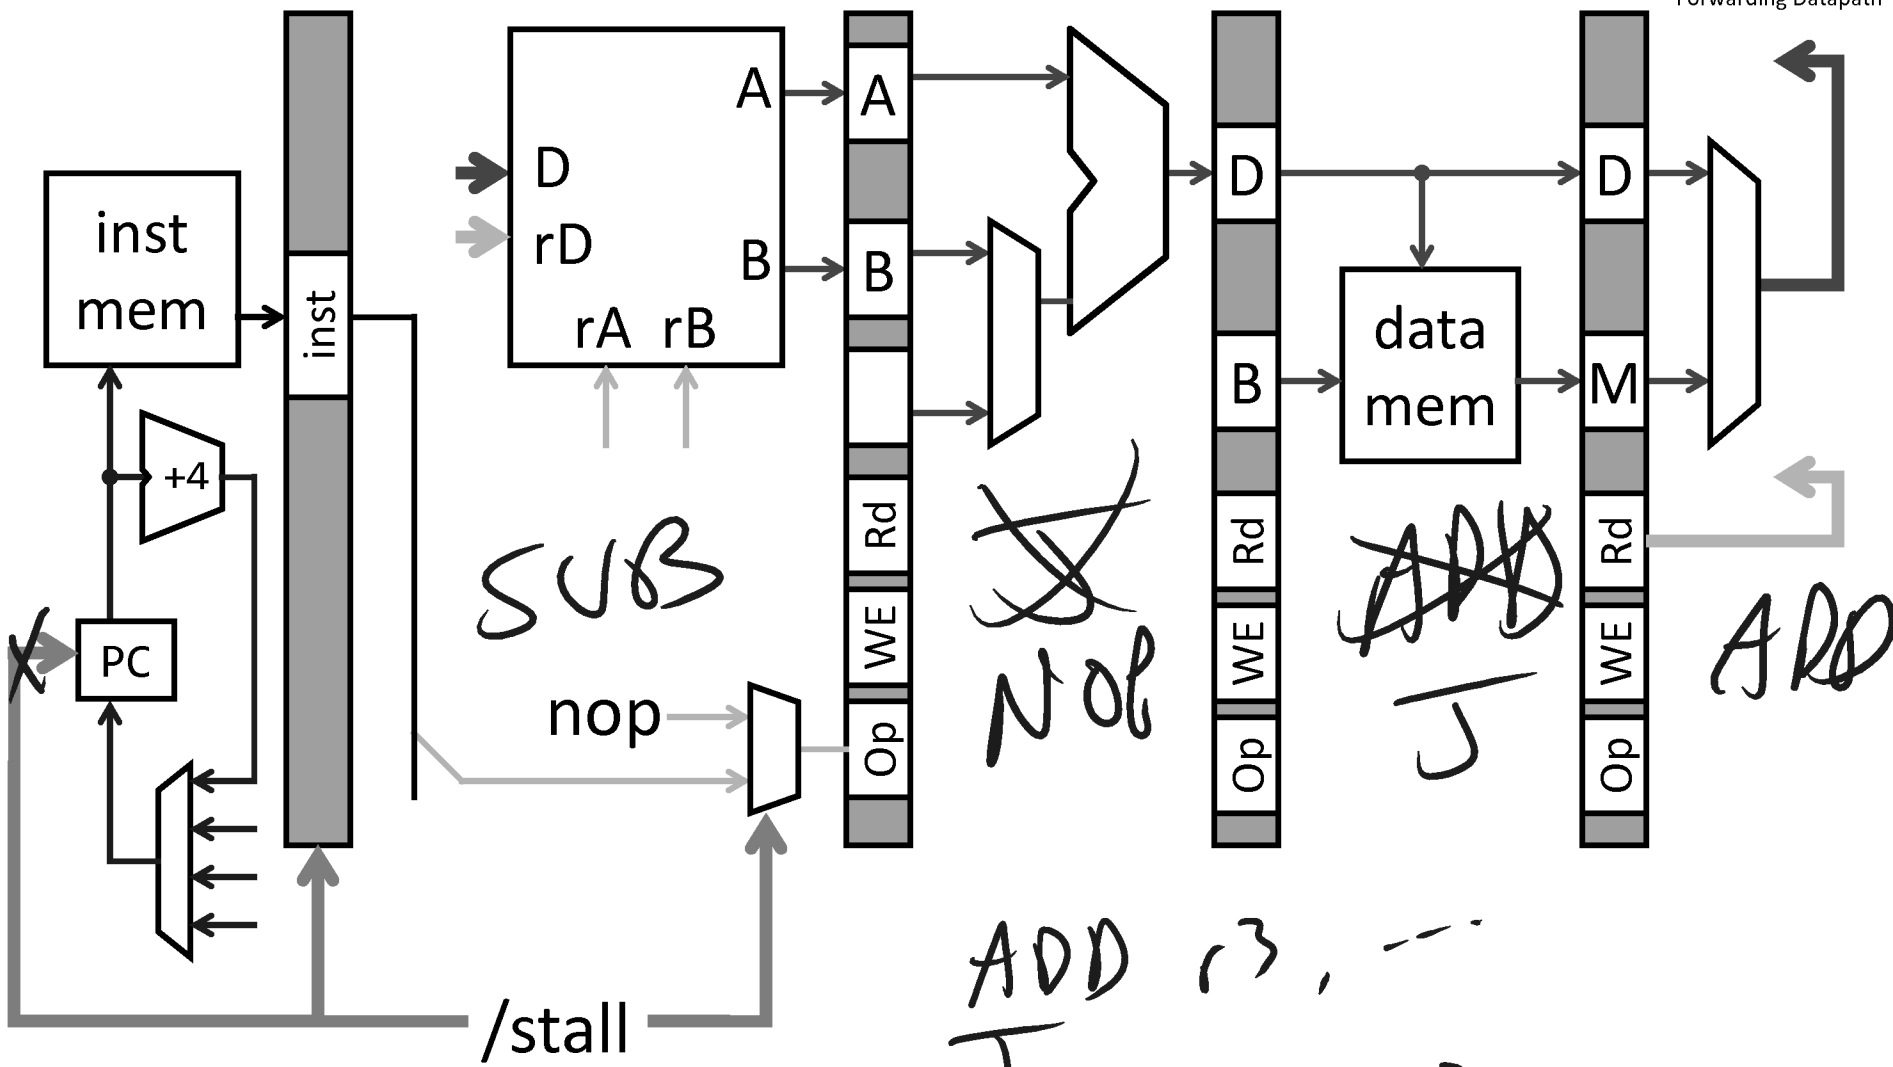 Forwarding Datapath
A
A
D
rD
B
B
rA rB
inst
mem
inst
D
D
data
mem
B
M
+4
Rd
Rd
Rd
SUB
PC
WE
WE
WE
ADD
NOP
J
nop
Op
Op
Op
ADD r3, ---
/stall